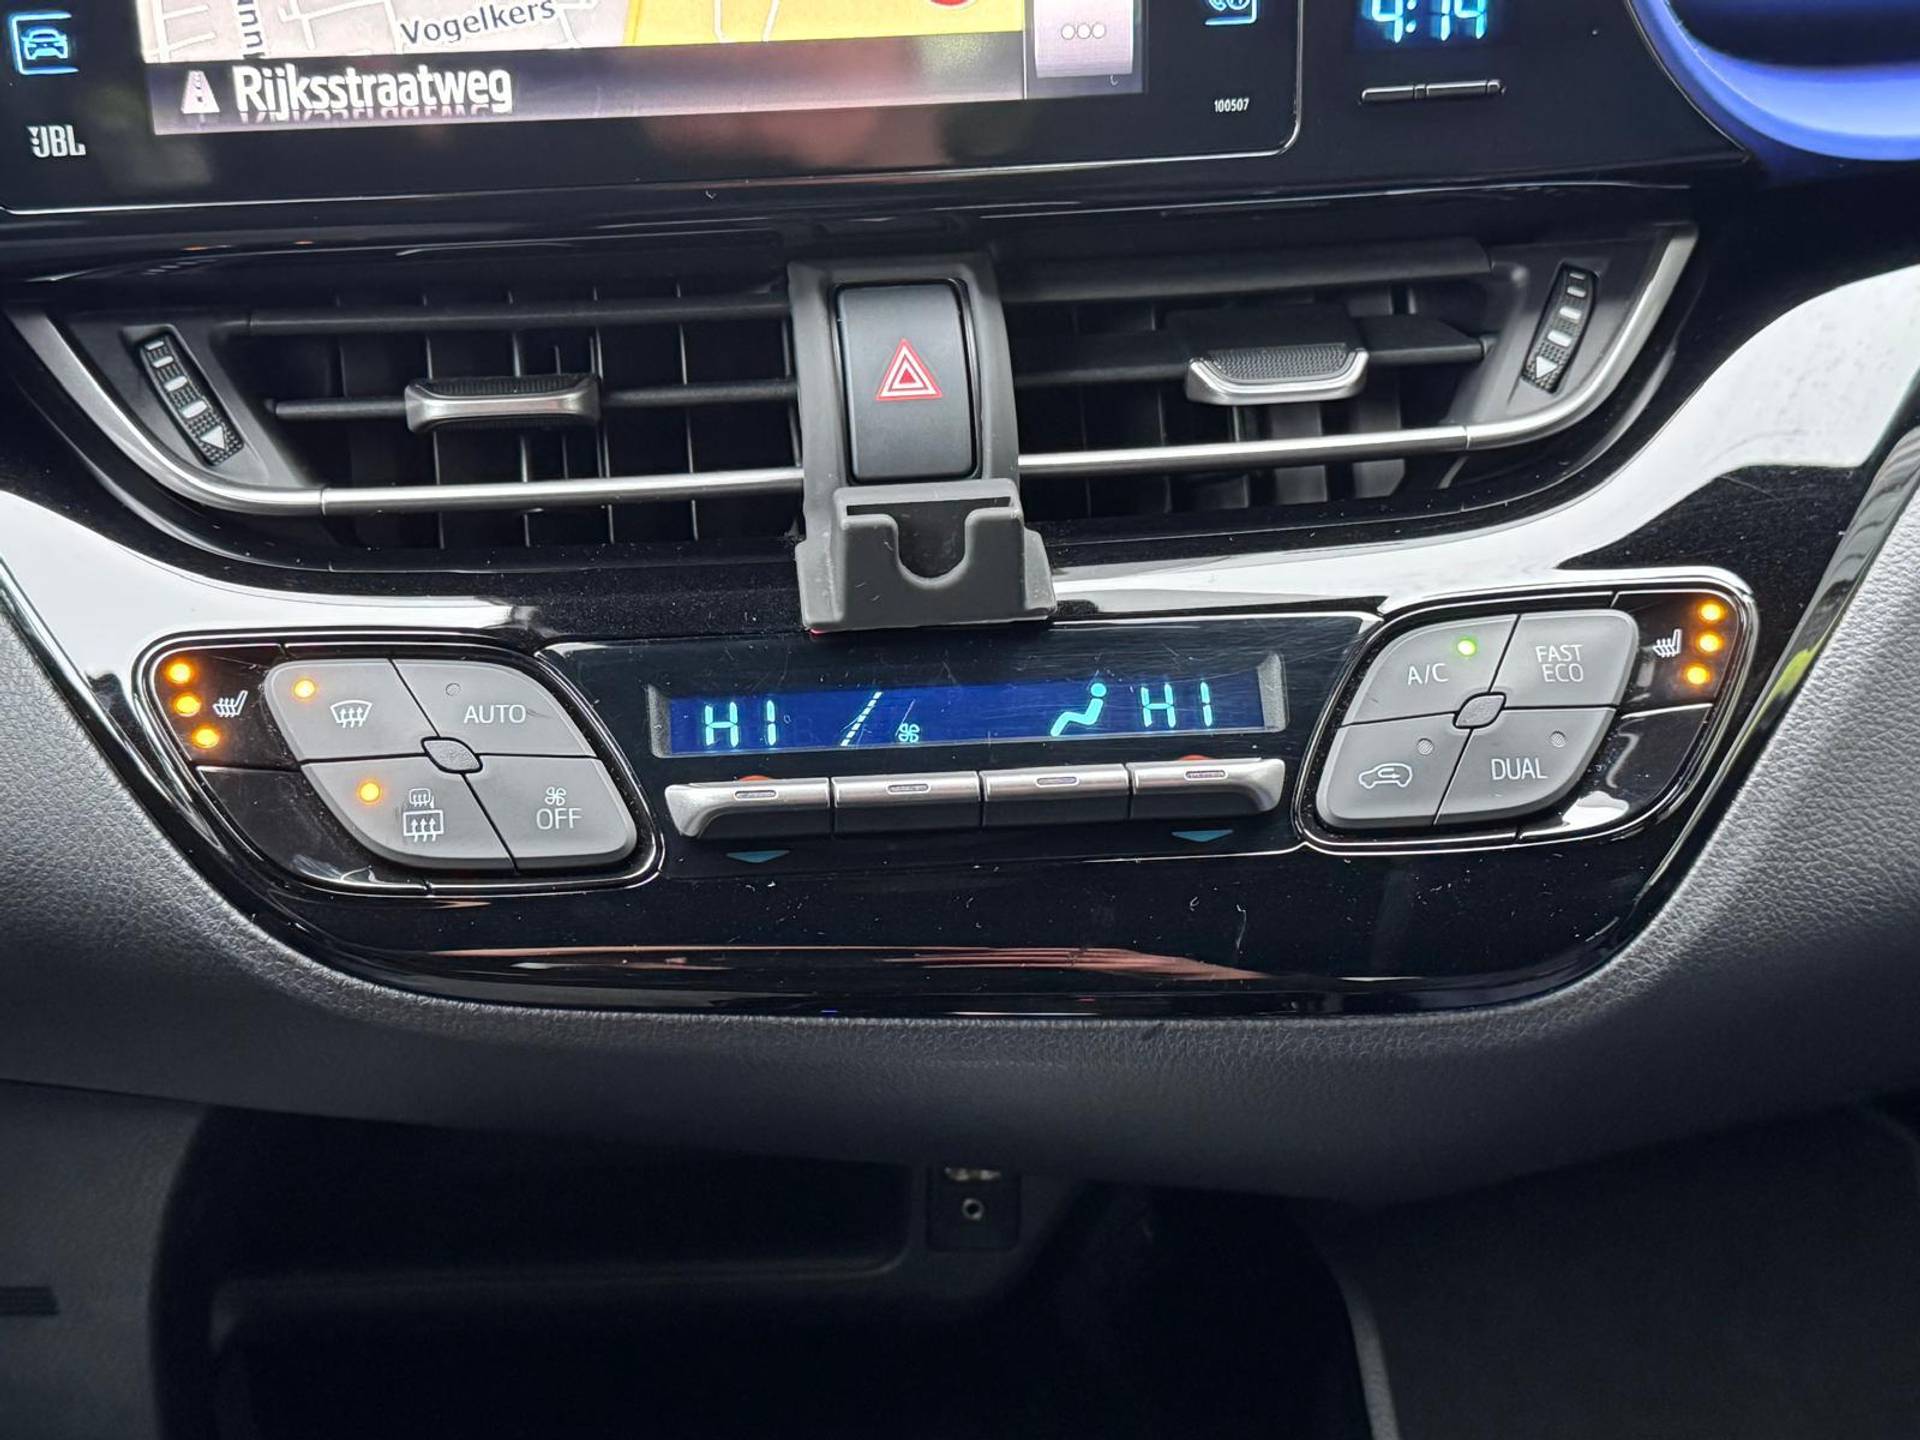 Vogelkers
Rijksstraatweg
4:14
JBL
100507
AUTO
OFF
HI
HI
A/C
FAST
ECO
DUAL